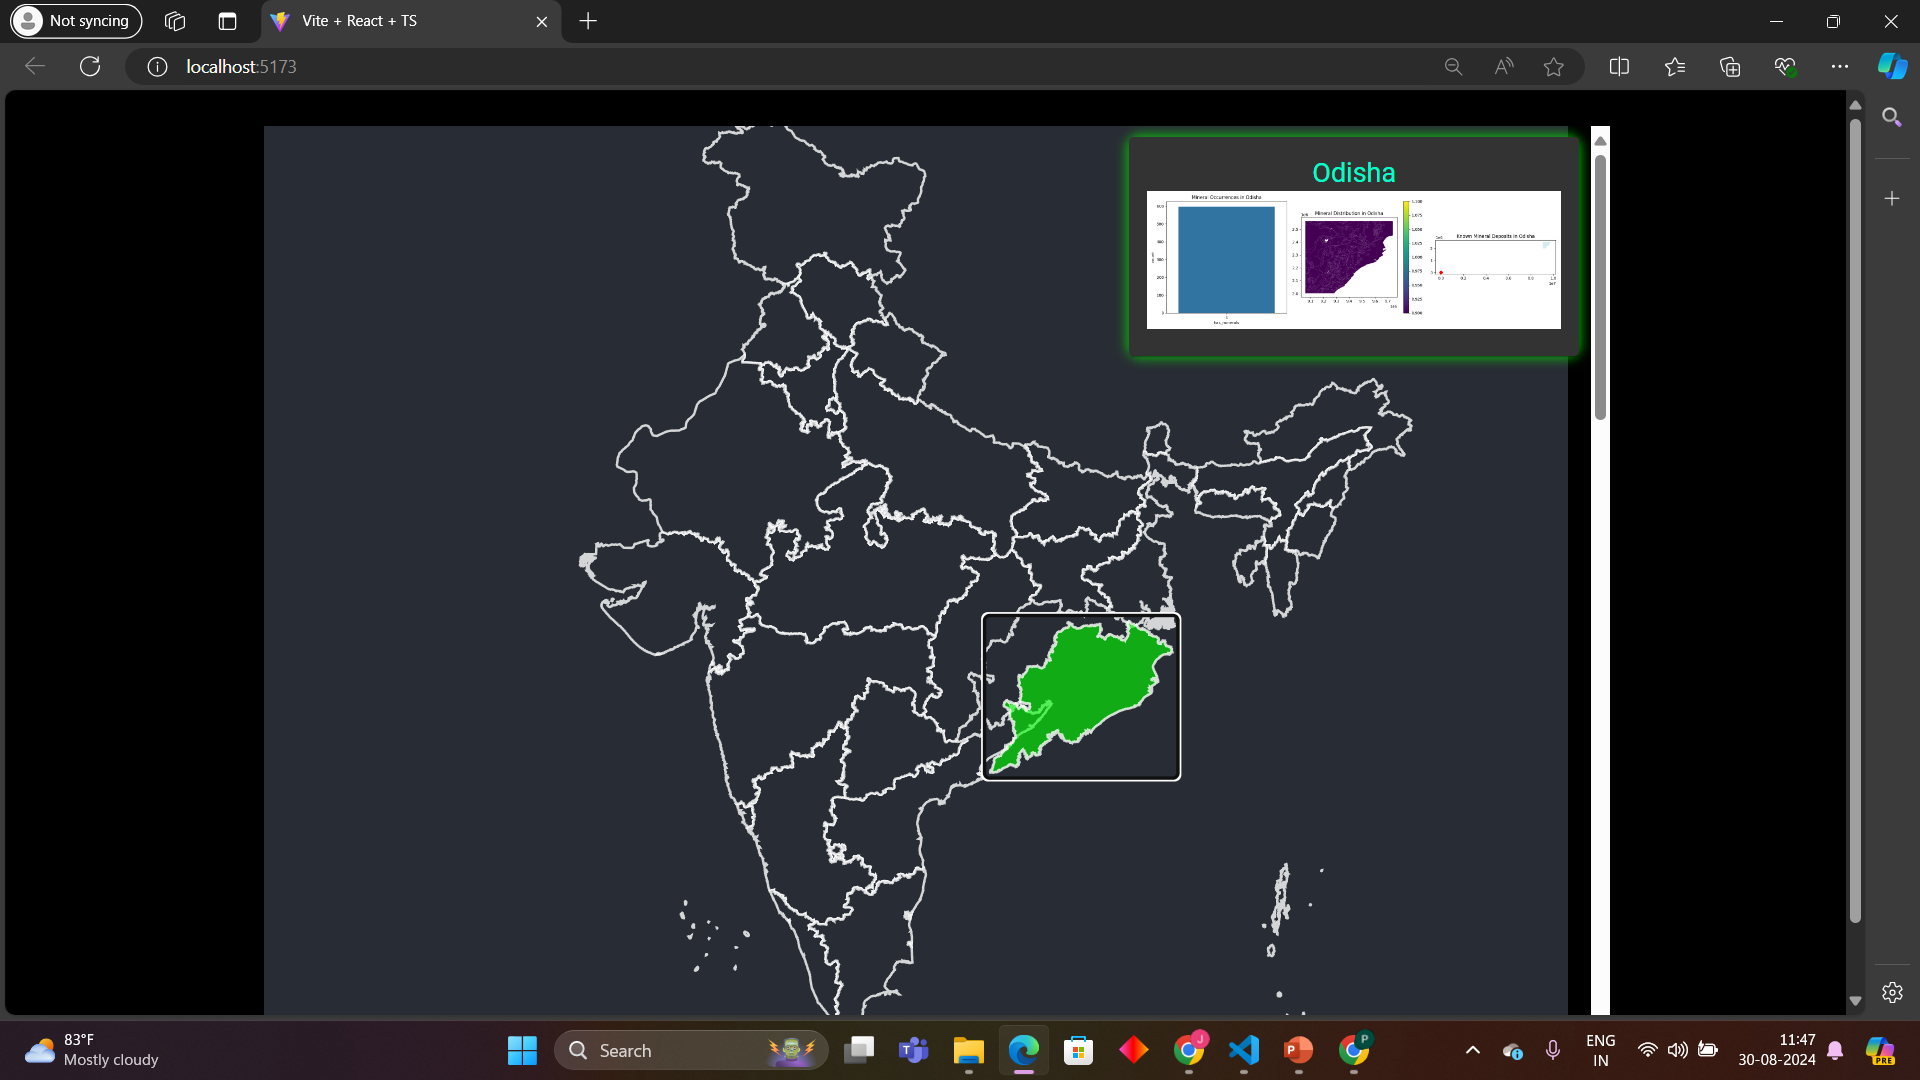 Not syncing
Vite + React + TS
localhost:5173
Odisha
Mineral Occurrences in Odisha
Mineral Distribution in Odisha
Known Mineral Deposits in Odisha
has_minerals
83°F
Mostly cloudy
Search
ENG
IN
11:47
30-08-2024